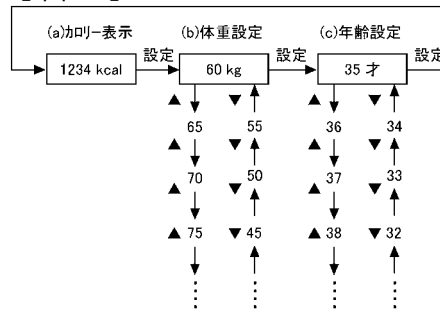 (a)カロリー表示 (b)体重設定 (c)年齢設定
1234 kcal 設定 60 kg 設定 35 才 設定
▲ ▼ ▲ ▼
65 55 36 34
▲ ▼ ▲ ▼
70 50 37 33
▲ ▼ ▲ ▼
75 45 38 32